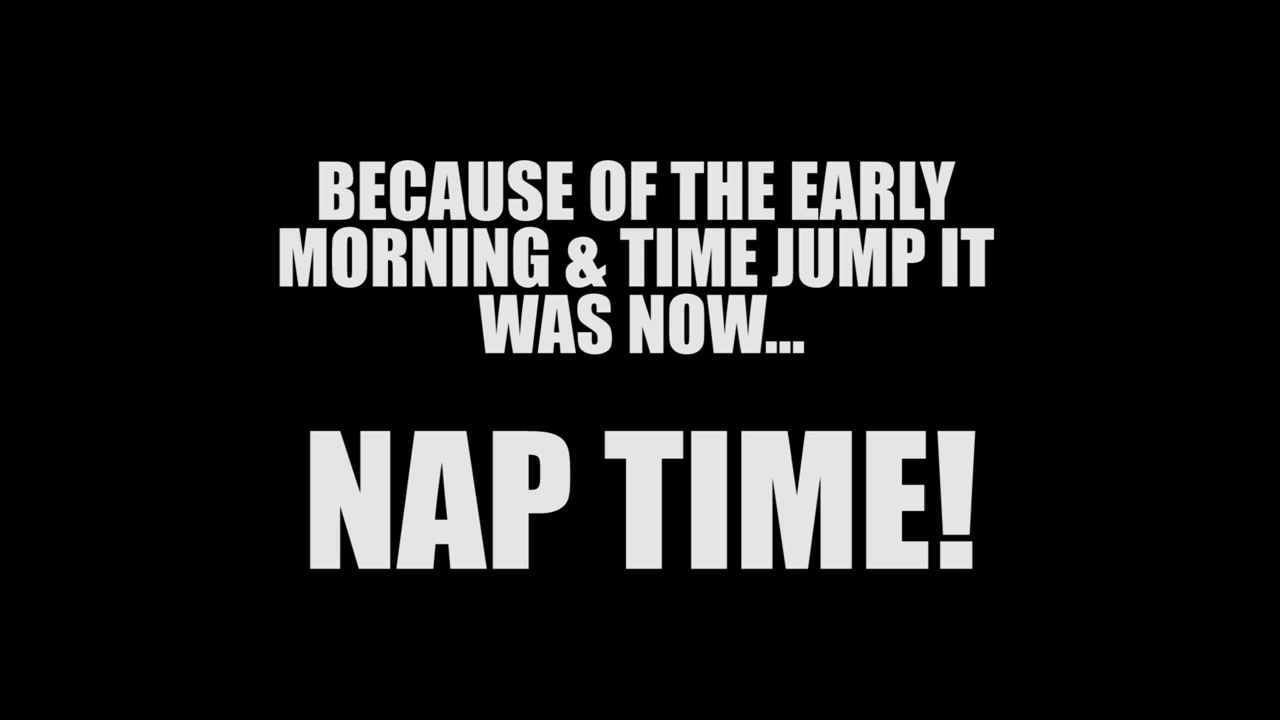 BECAUSE OF THE EARLY
MORNING & TIME JUMP IT
WAS NOW...
NAP TIME!